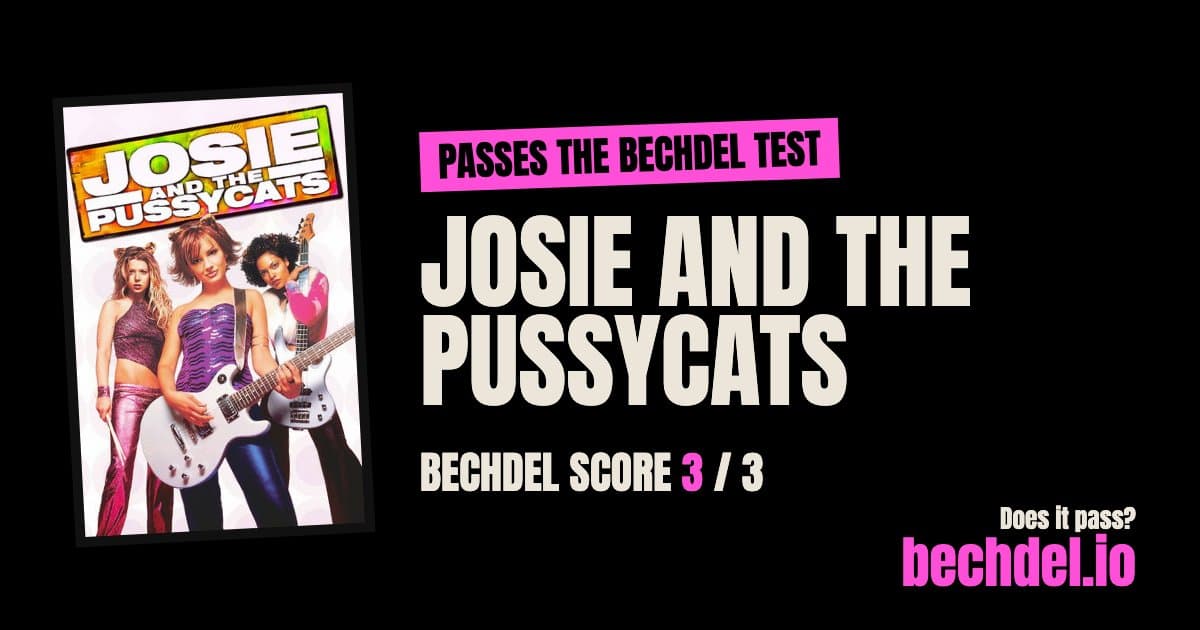 JOSIE
AND THE
PUSSYCATS
PASSES THE BECHDEL TEST
JOSIE AND THE
PUSSYCATS
BECHDEL SCORE 3 / 3
Does it pass?
bechdel.io